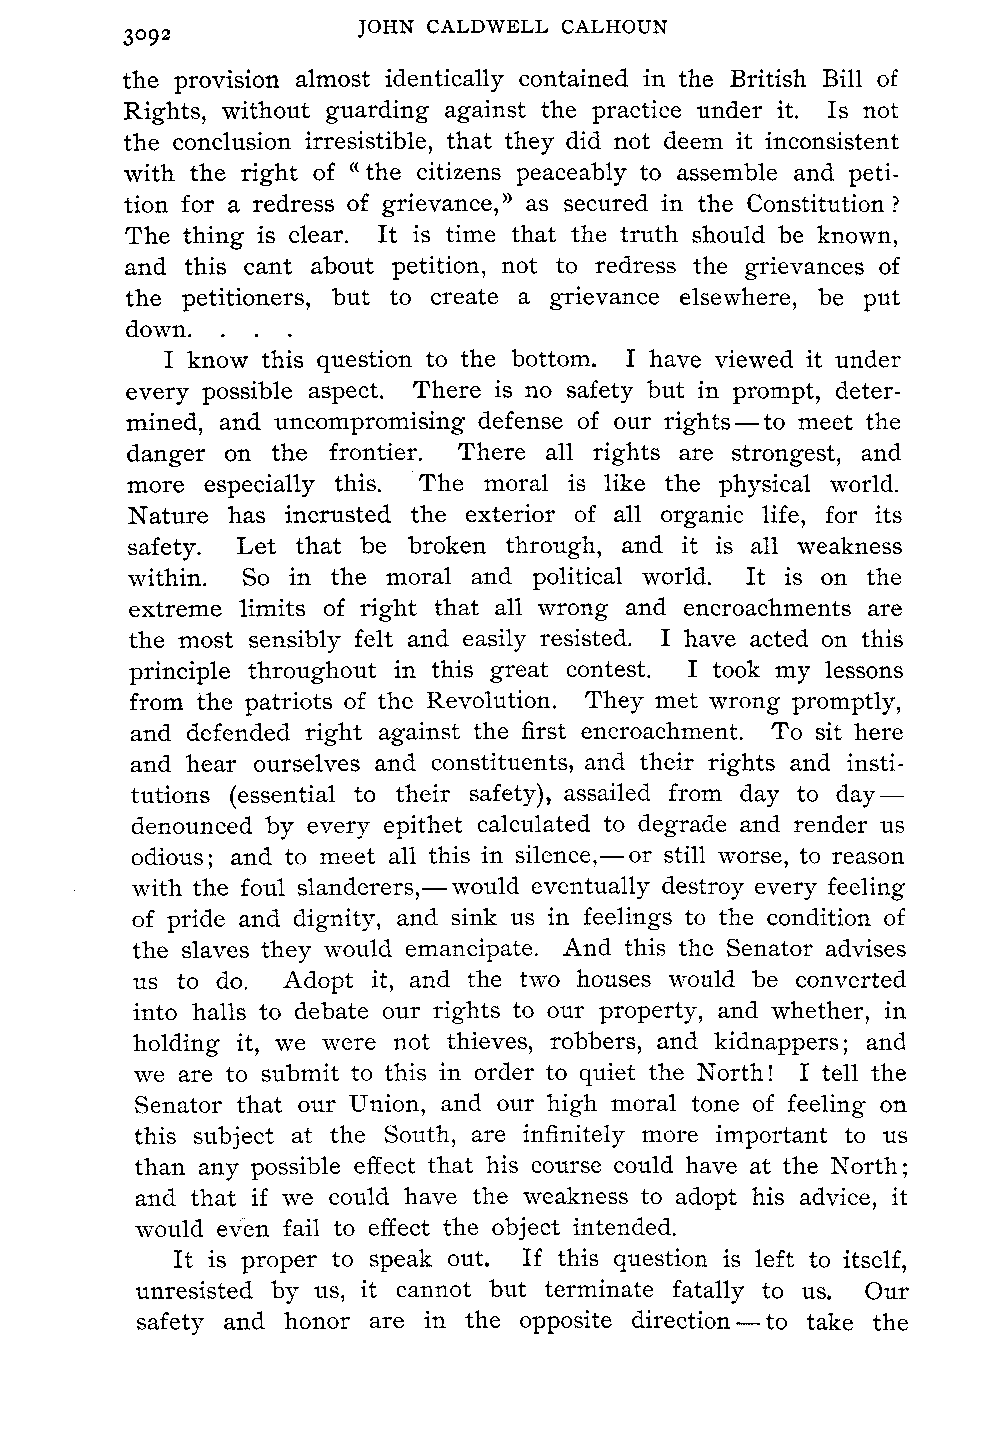 3092 JOHN CALDWELL CALHOUN
the provision almost identically contained in the British Bill of
Rights, without guarding against the practice under it. Is not
the conclusion irresistible, that they did not deem it inconsistent
with the right of “the citizens peaceably to assemble and peti-
tion for a redress of grievance,” as secured in the Constitution?
The thing is clear. It is time that the truth should be known,
and this cant about petition, not to redress the grievances of
the petitioners, but to create a grievance elsewhere, be put
down. . . .
I know this question to the bottom. I have viewed it under
every possible aspect. There is no safety but in prompt, deter-
mined, and uncompromising defense of our rights—to meet the
danger on the frontier. There all rights are strongest, and
more especially this. The moral is like the physical world.
Nature has incrusted the exterior of all organic life, for its
safety. Let that be broken through, and it is all weakness
within. So in the moral and political world. It is on the
extreme limits of right that all wrong and encroachments are
the most sensibly felt and easily resisted. I have acted on this
principle throughout in this great contest. I took my lessons
from the patriots of the Revolution. They met wrong promptly,
and defended right against the first encroachment. To sit here
and hear ourselves and constituents, and their rights and insti-
tutions (essential to their safety), assailed from day to day—
denounced by every epithet calculated to degrade and render us
odious; and to meet all this in silence,—or still worse, to reason
with the foul slanderers,—would eventually destroy every feeling
of pride and dignity, and sink us in feelings to the condition of
the slaves they would emancipate. And this the Senator advises
us to do. Adopt it, and the two houses would be converted
into halls to debate our rights to our property, and whether, in
holding it, we were not thieves, robbers, and kidnappers; and
we are to submit to this in order to quiet the North! I tell the
Senator that our Union, and our high moral tone of feeling on
this subject at the South, are infinitely more important to us
than any possible effect that his course could have at the North;
and that if we could have the weakness to adopt his advice, it
would even fail to effect the object intended.
It is proper to speak out. If this question is left to itself,
unresisted by us, it cannot but terminate fatally to us. Our
safety and honor are in the opposite direction—to take the